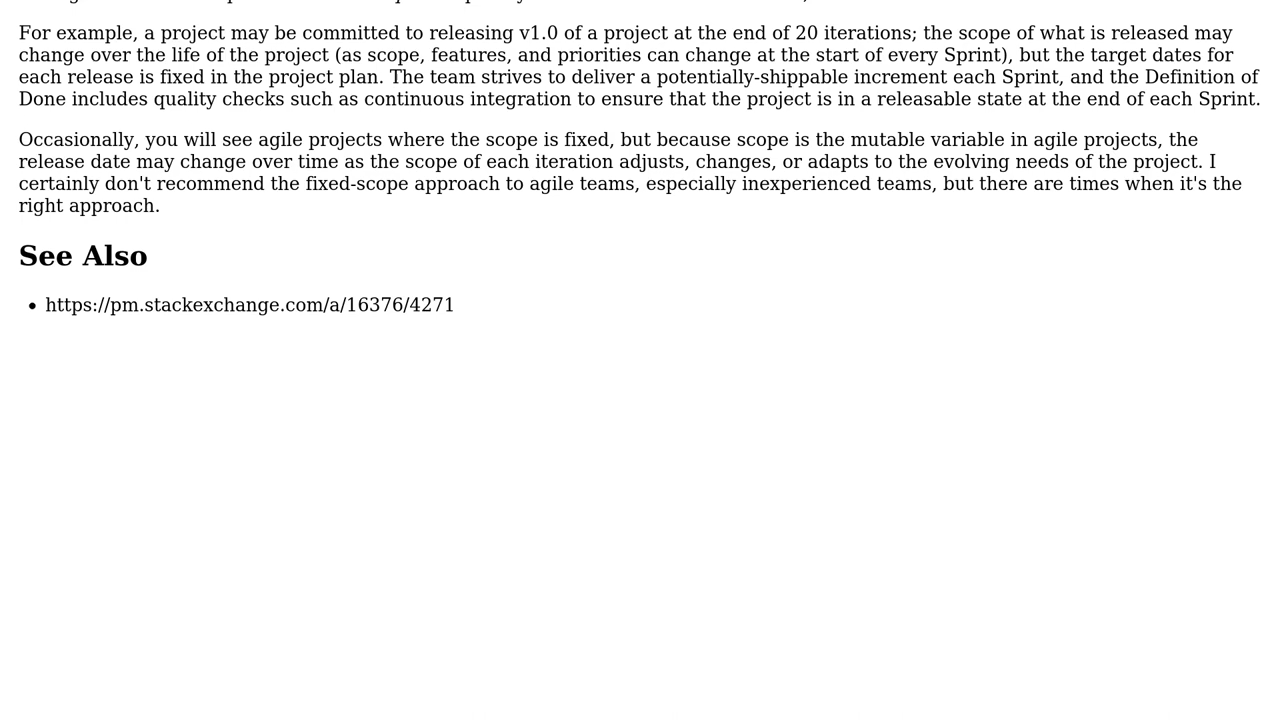 For example, a project may be committed to releasing v1.0 of a project at the end of 20 iterations; the scope of what is released may
change over the life of the project (as scope, features, and priorities can change at the start of every Sprint), but the target dates for
each release is fixed in the project plan. The team strives to deliver a potentially-shippable increment each Sprint, and the Definition of
Done includes quality checks such as continuous integration to ensure that the project is in a releasable state at the end of each Sprint.
Occasionally, you will see agile projects where the scope is fixed, but because scope is the mutable variable in agile projects, the
release date may change over time as the scope of each iteration adjusts, changes, or adapts to the evolving needs of the project. I
certainly don't recommend the fixed-scope approach to agile teams, especially inexperienced teams, but there are times when it's the
right approach.
See Also
• https://pm.stackexchange.com/a/16376/4271